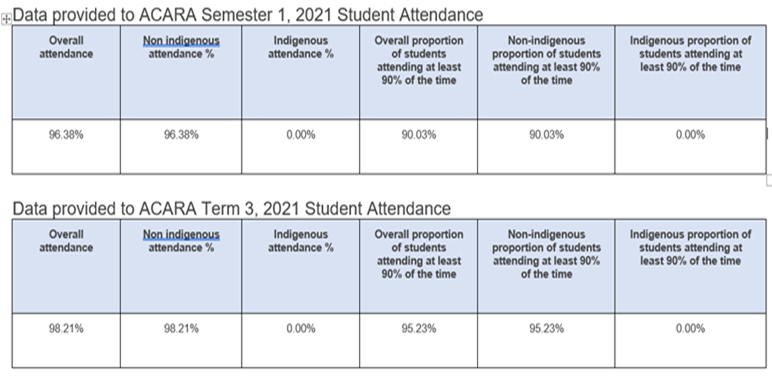 Data provided to ACARA Semester 1, 2021 Student Attendance
Overall
attendance
Non indigenous
attendance %
Indigenous
attendance %
Overall proportion
of students
attending at least
90% of the time
Non-indigenous
proportion of students
attending at least 90%
of the time
Indigenous proportion of
students attending at
least 90% of the time
96.38%
96.38%
0.00%
90.03%
90.03%
0.00%
Data provided to ACARA Term 3, 2021 Student Attendance
Overall
attendance
Non indigenous
attendance %
Indigenous
attendance %
Overall proportion
of students
attending at least
90% of the time
Non-indigenous
proportion of students
attending at least 90%
of the time
Indigenous proportion of
students attending at
least 90% of the time
98.21%
98.21%
0.00%
95.23%
95.23%
0.00%